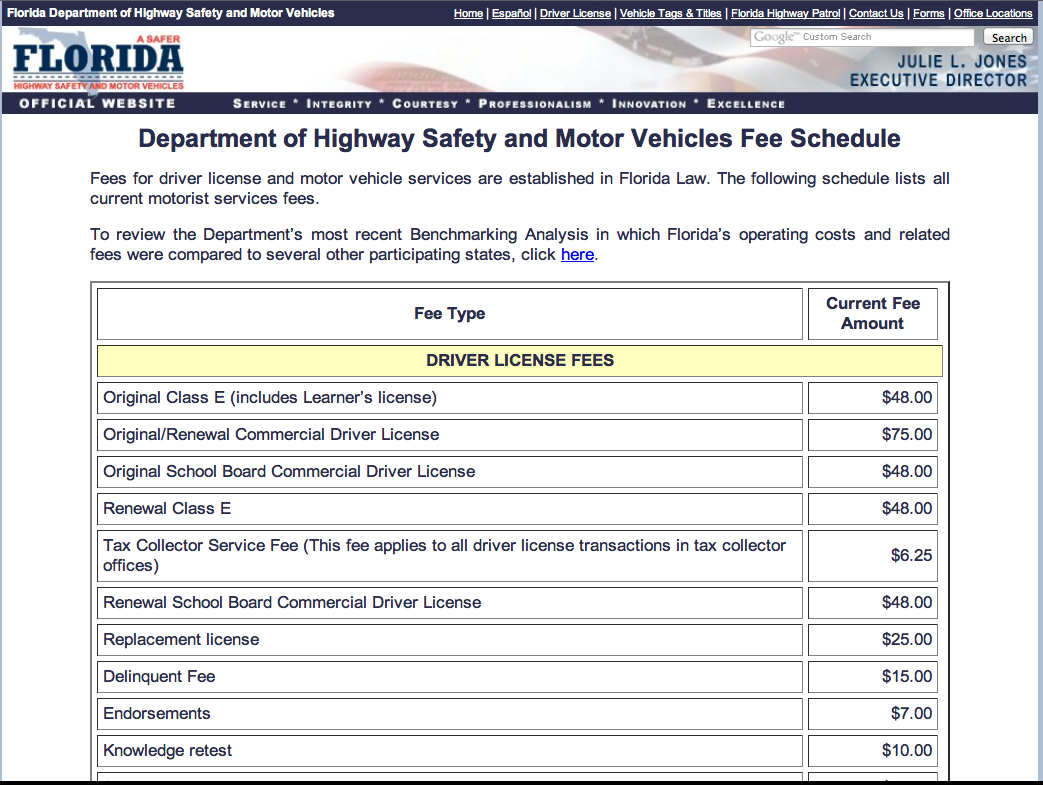 Florida Department of Highway Safety and Motor Vehicles
Home | Español | Driver License | Vehicle Tags & Titles | Florida Highway Patrol | Contact Us | Forms | Office Locations
A SAFER
FLORIDA
HIGHWAY SAFETY AND MOTOR VEHICLES
Google™ Custom Search
Search
JULIE L. JONES
EXECUTIVE DIRECTOR
OFFICIAL WEBSITE
SERVICE * INTEGRITY * COURTESY * PROFESSIONALISM * INNOVATION * EXCELLENCE
Department of Highway Safety and Motor Vehicles Fee Schedule
Fees for driver license and motor vehicle services are established in Florida Law. The following schedule lists all
current motorist services fees.
To review the Department’s most recent Benchmarking Analysis in which Florida’s operating costs and related
fees were compared to several other participating states, click here.
Fee Type
Current Fee
Amount
DRIVER LICENSE FEES
Original Class E (includes Learner’s license) $48.00
Original/Renewal Commercial Driver License $75.00
Original School Board Commercial Driver License $48.00
Renewal Class E $48.00
Tax Collector Service Fee (This fee applies to all driver license transactions in tax collector
offices) $6.25
Renewal School Board Commercial Driver License $48.00
Replacement license $25.00
Delinquent Fee $15.00
Endorsements $7.00
Knowledge retest $10.00